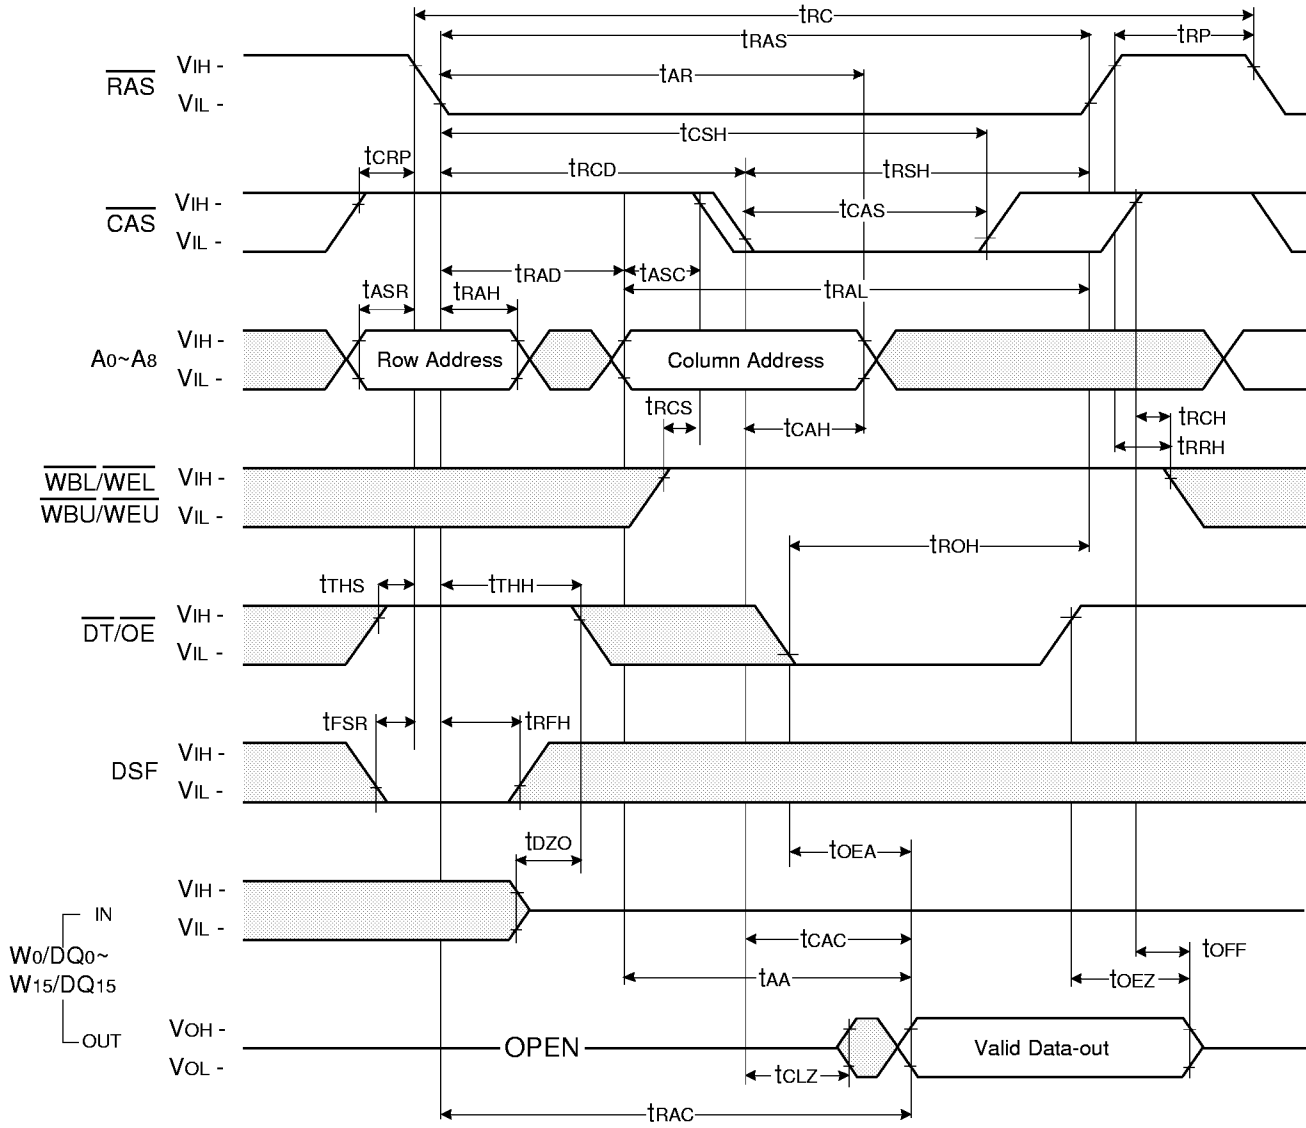 tRC
tRAS
tRP
RAS
VIH -
VIL -
tAR
tCSH
tCRP
tRCD
tRSH
CAS
VIH -
VIL -
tCAS
tRAD
tASC
tASR
tRAH
tRAL
A0~A8
VIH -
VIL -
Row Address
Column Address
tRCS
tCAH
tRCH
tRRH
WBL/WEL
WBU/WEU
VIH -
VIL -
tROH
tTHS
tTHH
DT/OE
VIH -
VIL -
tFSR
tRFH
DSF
VIH -
VIL -
tDZO
tOEA
VIH -
VIL -
IN
W0/DQ0~
W15/DQ15
OUT
tCAC
tOFF
tAA
tOEZ
VOH -
VOL -
OPEN
Valid Data-out
tCLZ
tRAC